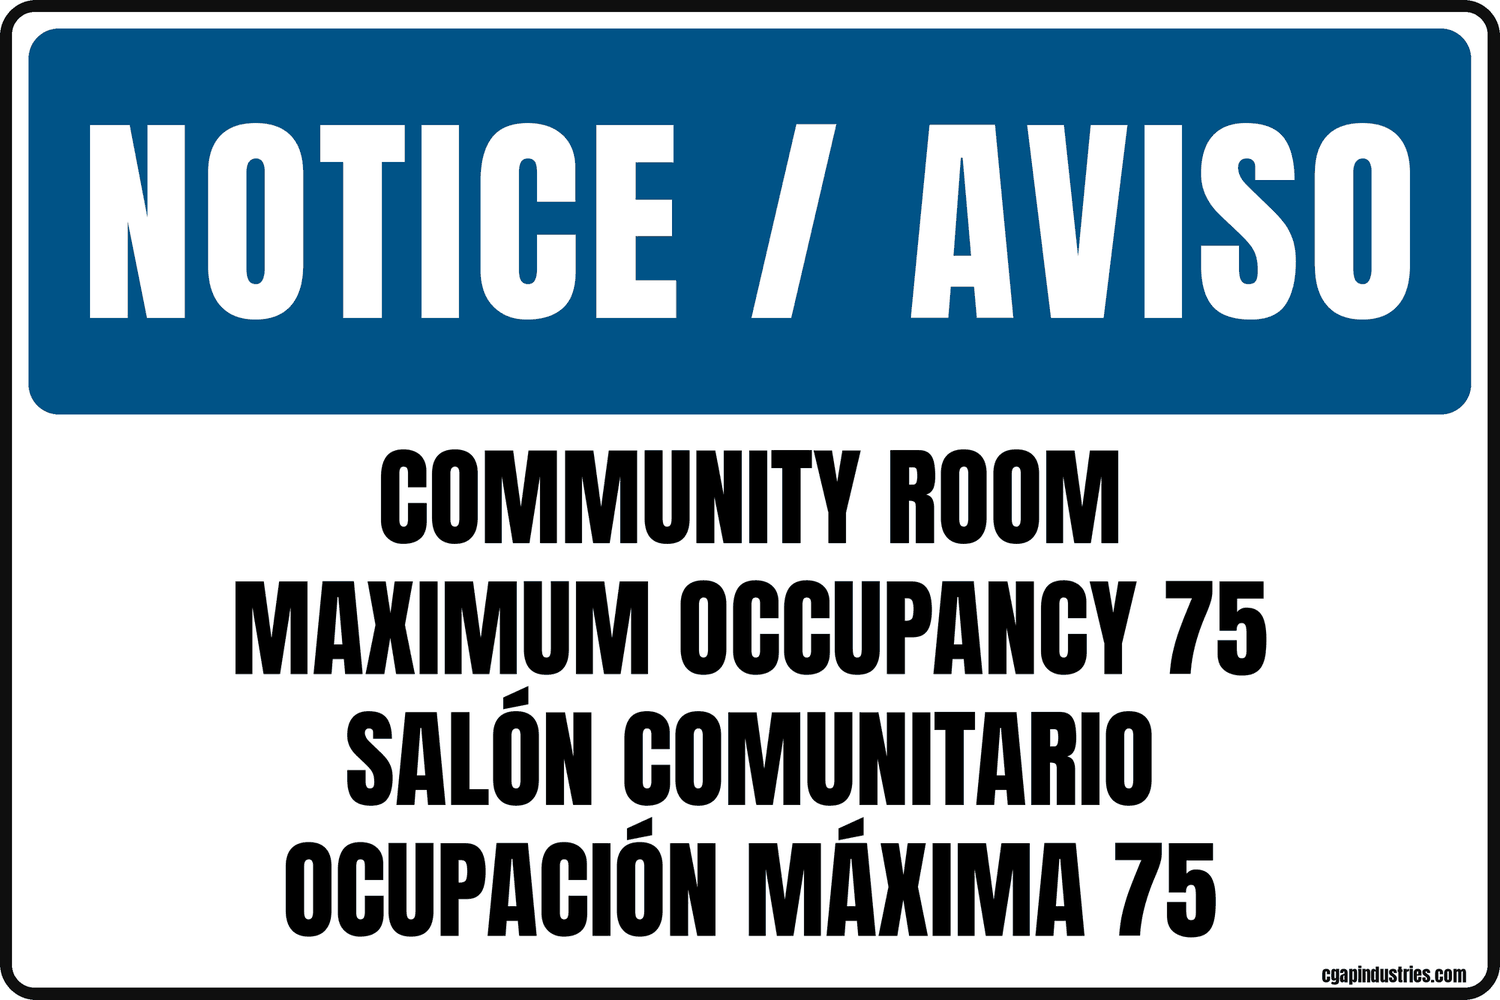 NOTICE / AVISO
COMMUNITY ROOM
MAXIMUM OCCUPANCY 75
SALÓN COMUNITARIO
OCUPACIÓN MÁXIMA 75
cgapindustries.com